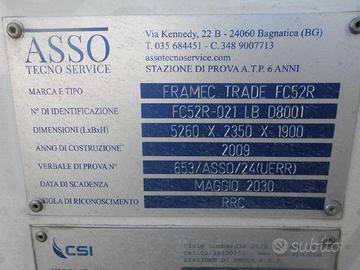 ASSO
TECNO SERVICE
Via Kennedy, 22 B - 24060 Bagnatica (BG)
T. 035 684451 - C. 348 9007713
assotecnoservice.com
STAZIONE DI PROVA A.T.P. 6 ANNI
MARCA E TIPO FRAMEC TRADE FC52R
N° DI IDENTIFICAZIONE FC52R-021 LB D8001
DIMENSIONI (LxBxH) 5260 X 2350 X 1900
ANNO DI COSTRUZIONE 2009
VERBALE DI PROVA N° 653/ASSO/24(UERR)
DATA DI SCADENZA MAGGIO 2030
SIGLA DI RICONOSCIMENTO RRC
CSI
Viale Lombardia
subito